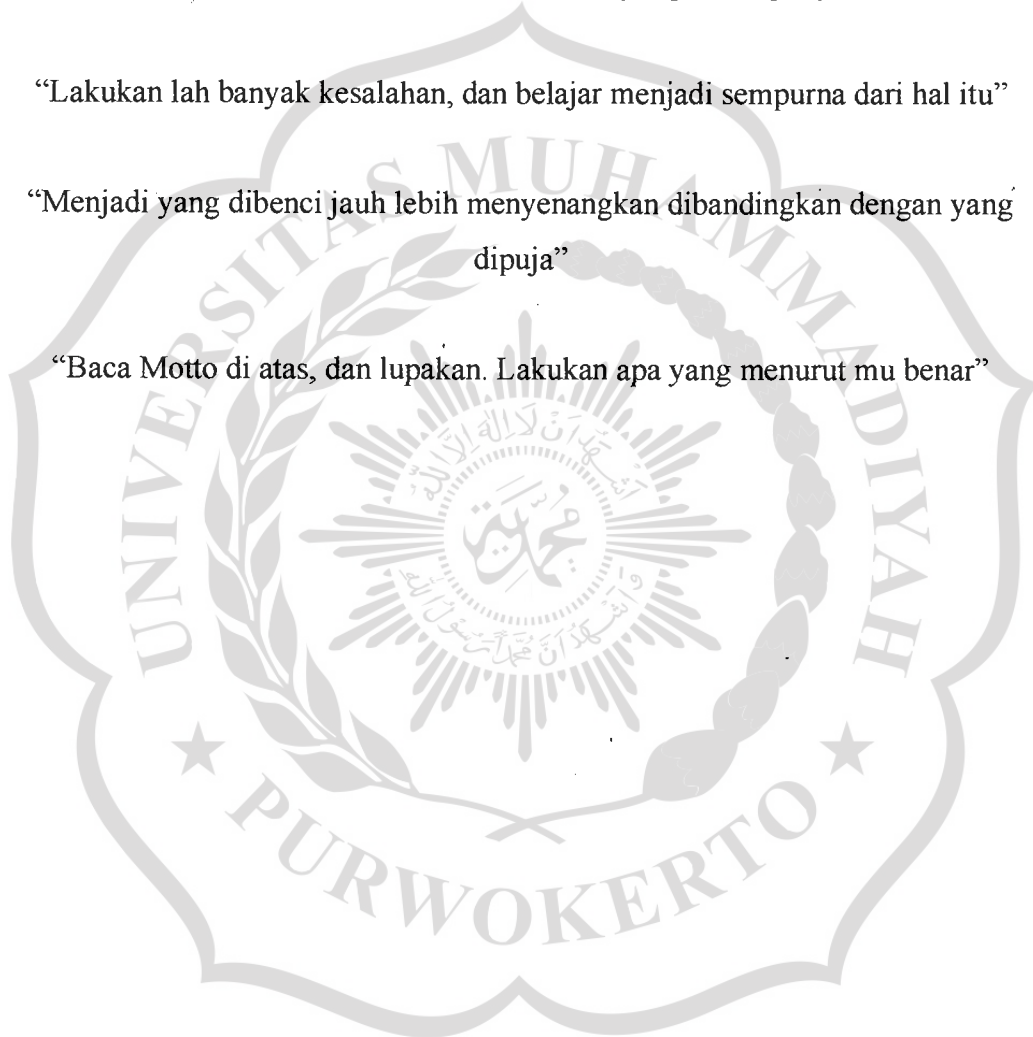 “Lakukan lah banyak kesalahan, dan belajar menjadi sempurna dari hal itu”
“Menjadi yang dibenci jauh lebih menyenangkan dibandingkan dengan yang
dipuja”
“Baca Motto di atas, dan lupakan. Lakukan apa yang menurut mu benar”
UNIVERSITAS MUHAMMADIYAH
PURWOKERTO